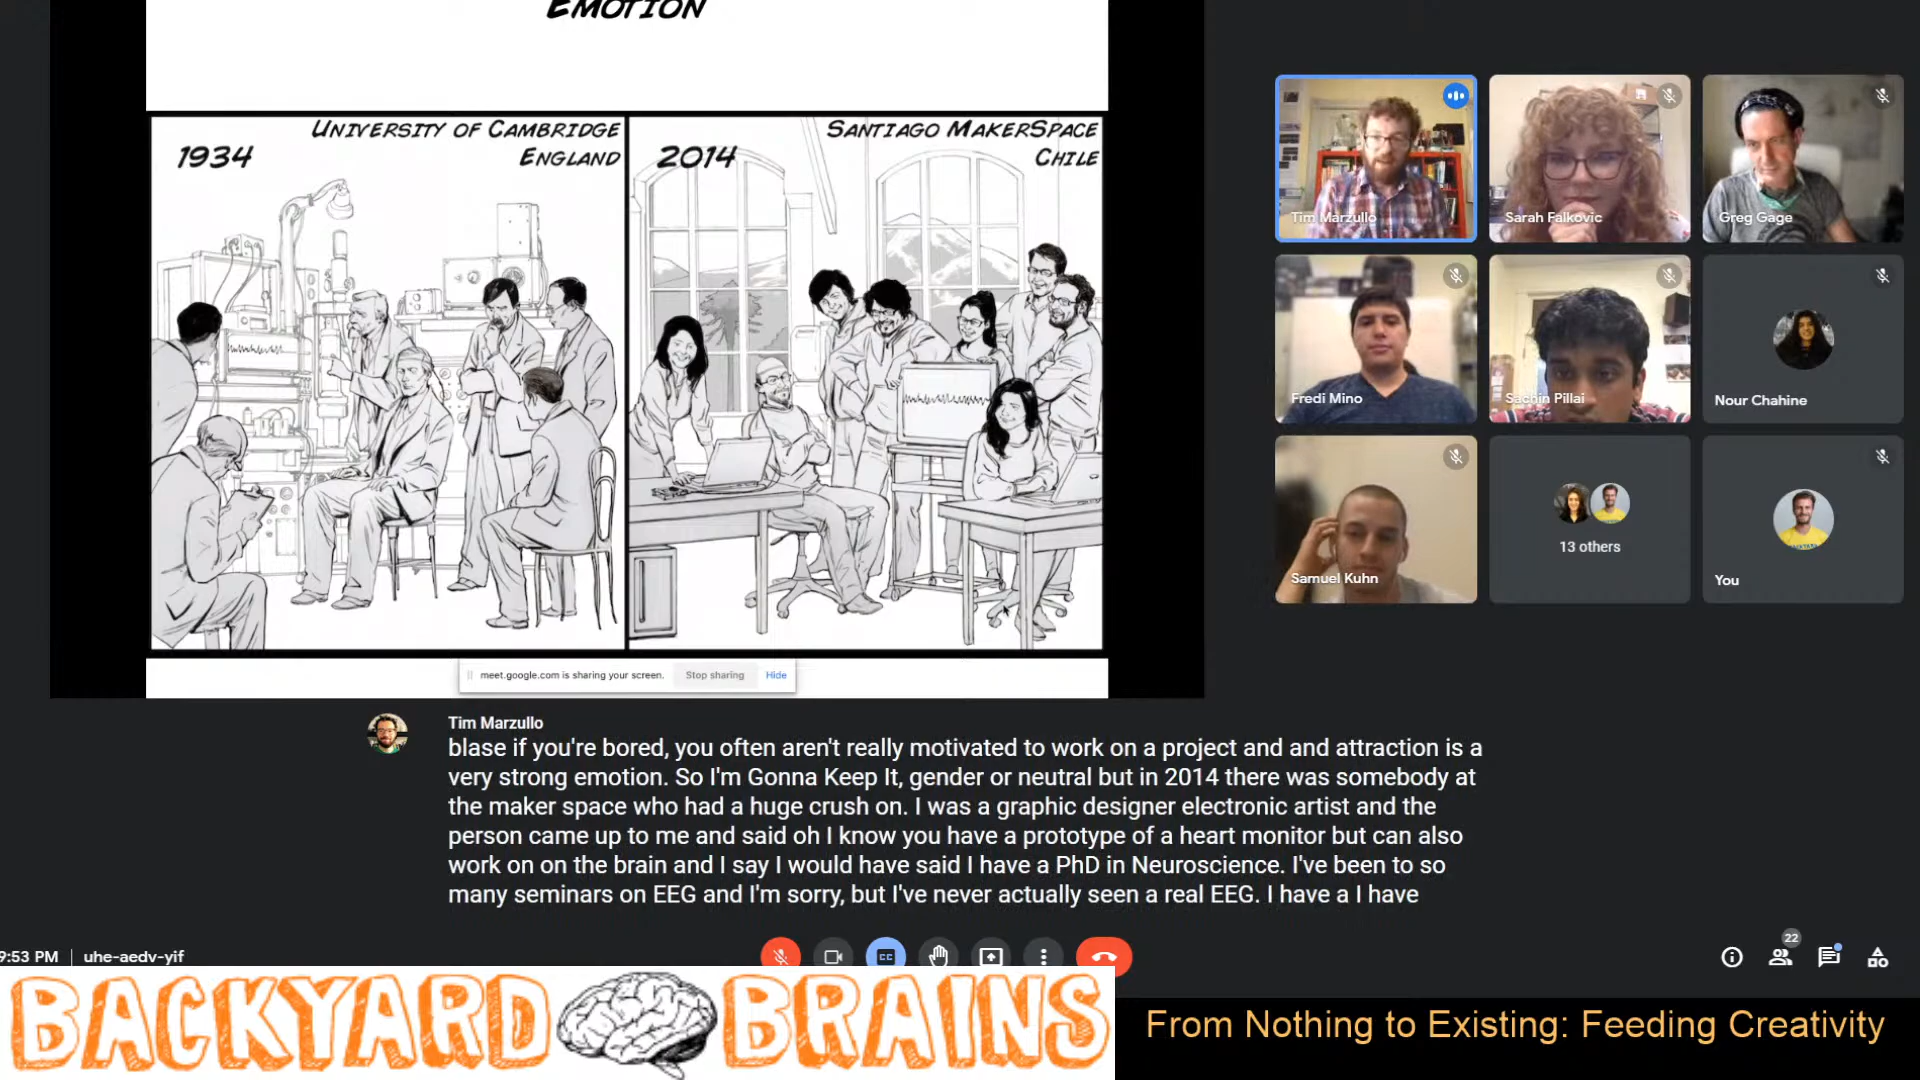 EMOTION
1934
UNIVERSITY OF CAMBRIDGE
ENGLAND
2014
SANTIAGO MAKERSPACE
CHILE
meet.google.com is sharing your screen.
Stop sharing
Hide
Tim Marzullo
Sarah Falkovic
Greg Gage
Fredi Mino
Sachin Pillai
Nour Chahine
Samuel Kuhn
13 others
You
Tim Marzullo
blase if you're bored, you often aren't really motivated to work on a project and and attraction is a
very strong emotion. So I'm Gonna Keep It, gender or neutral but in 2014 there was somebody at
the maker space who had a huge crush on. I was a graphic designer electronic artist and the
person came up to me and said oh I know you have a prototype of a heart monitor but can also
work on on the brain and I say I would have said I have a PhD in Neuroscience. I've been to so
many seminars on EEG and I'm sorry, but I've never actually seen a real EEG. I have a I have
9:53 PM | uhe-aedv-yif
CC
22
BACKYARD BRAINS
From Nothing to Existing: Feeding Creativity